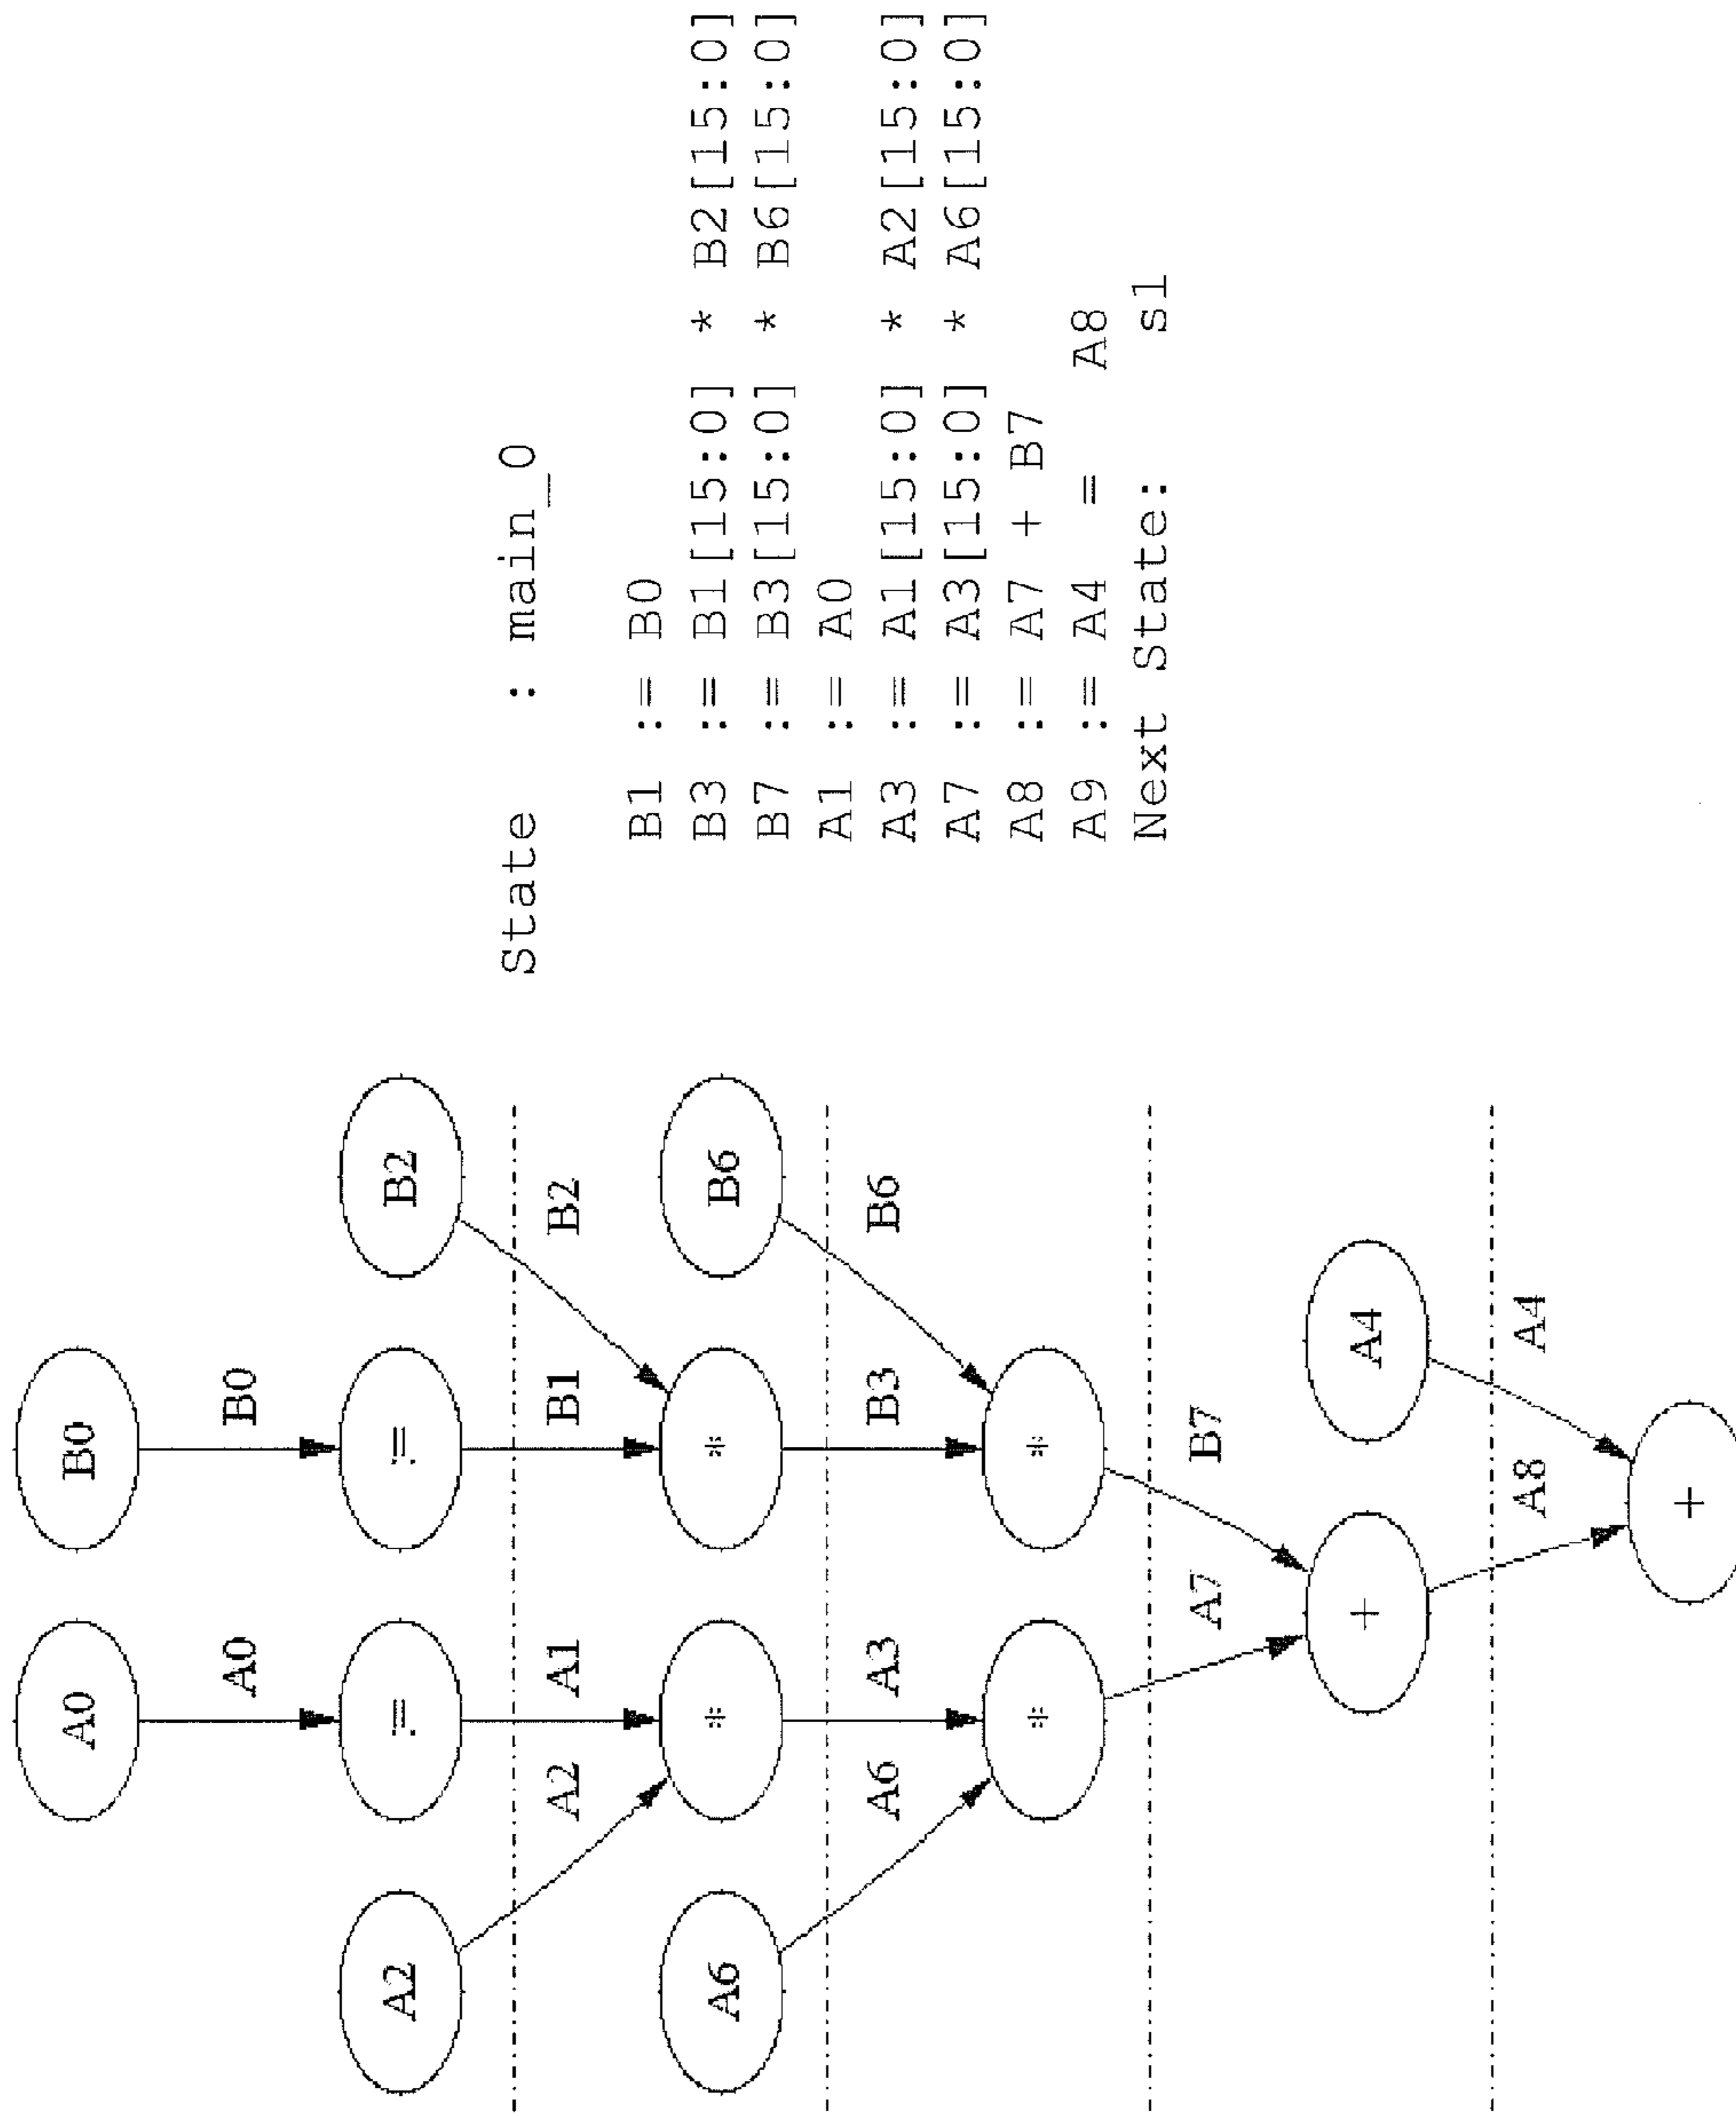 A0 B0
A0 B0
A2 := := B2
A2 A1 B1 B2
A6 * * B6
A6 A3 B3 B6
* *
A7 B7
+ A4
A8 A4
+
State : main_0
B1 := B0
B3 := B1[15:0] * B2[15:0]
B7 := B3[15:0] * B6[15:0]
A1 := A0
A3 := A1[15:0] * A2[15:0]
A7 := A3[15:0] * A6[15:0]
A8 := A7 + B7
A9 := A4 = A8
Next State: s1